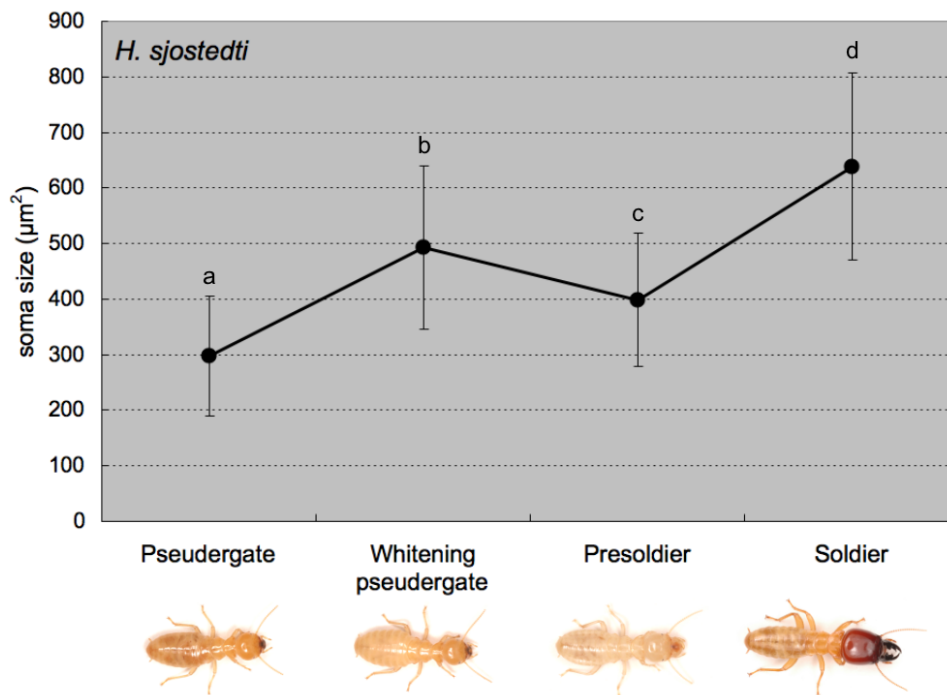 H. sjostedti
900
800
700
600
500
400
300
200
100
0
soma size (μm²)
a
b
c
d
Pseudergate
Whitening
pseudergate
Presoldier
Soldier